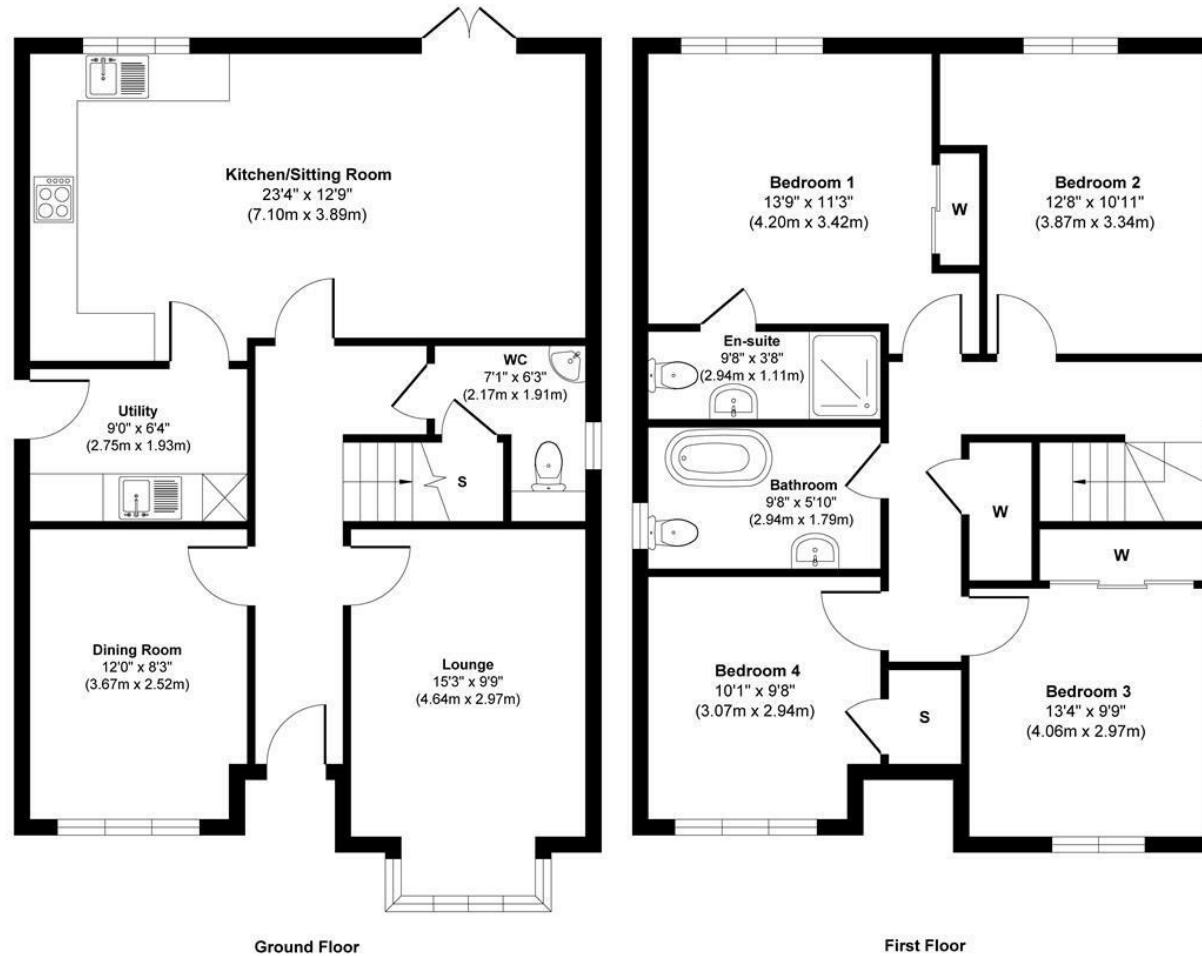 Kitchen/Sitting Room
23'4" x 12'9"
(7.10m x 3.89m)
WC
7'1" x 6'3"
(2.17m x 1.91m)
Utility
9'0" x 6'4"
(2.75m x 1.93m)
S
Dining Room
12'0" x 8'3"
(3.67m x 2.52m)
Lounge
15'3" x 9'9"
(4.64m x 2.97m)
Ground Floor
Bedroom 1
13'9" x 11'3"
(4.20m x 3.42m)
W
Bedroom 2
12'8" x 10'11"
(3.87m x 3.34m)
En-suite
9'8" x 3'8"
(2.94m x 1.11m)
Bathroom
9'8" x 5'10"
(2.94m x 1.79m)
W
W
Bedroom 4
10'1" x 9'8"
(3.07m x 2.94m)
S
Bedroom 3
13'4" x 9'9"
(4.06m x 2.97m)
First Floor